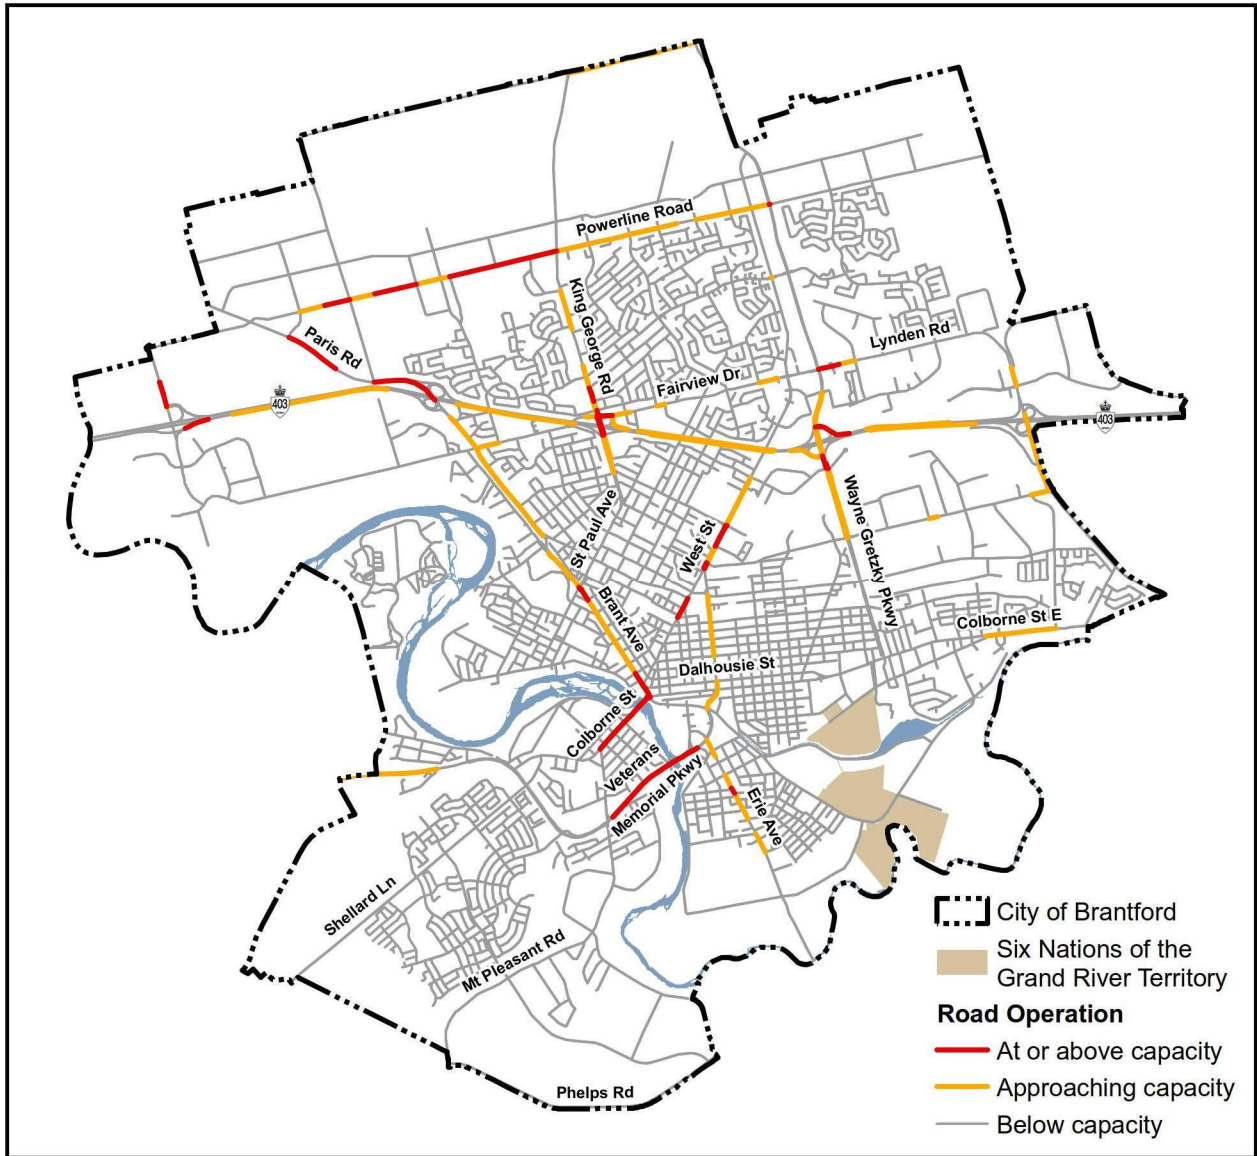 Powerline Road
King George Rd
Paris Rd
Lynden Rd
Fairview Dr
403
403
St Paul Ave
West St
Wayne Gretzky Pkwy
Brant Ave
Colborne St E
Dalhousie St
Colborne St
Veterans
Memorial Pkwy
Erie Ave
Shellard Ln
Mt Pleasant Rd
Phelps Rd
City of Brantford
Six Nations of the
Grand River Territory
Road Operation
At or above capacity
Approaching capacity
Below capacity